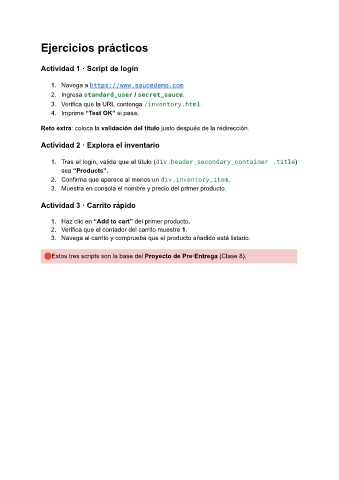 Ejercicios prácticos
Actividad 1 · Script de login
1. Navega a https://www.saucedemo.com
2. Ingresa standard_user / secret_sauce.
3. Verifica que la URL contenga /inventory.html.
4. Imprime “Test OK” si pasa.
Reto extra: coloca la validación del título justo después de la redirección.
Actividad 2 · Explora el inventario
1. Tras el login, valida que el título (div.header_secondary_container .title)
sea “Products”.
2. Confirma que aparece al menos un div.inventory_item.
3. Muestra en consola el nombre y precio del primer producto.
Actividad 3 · Carrito rápido
1. Haz clic en “Add to cart” del primer producto.
2. Verifica que el contador del carrito muestre 1.
3. Navega al carrito y comprueba que el producto añadido está listado.
🔴Estos tres scripts son la base del Proyecto de Pre-Entrega (Clase 8).